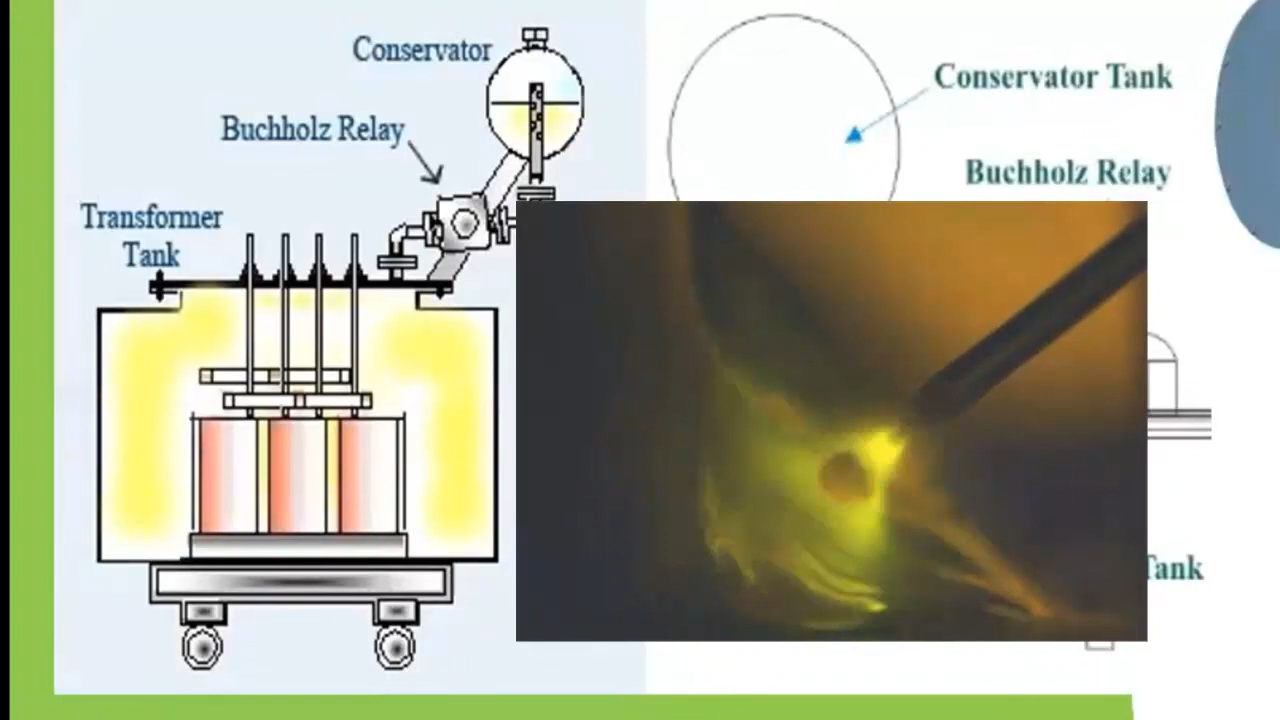 Conservator
Buchholz Relay
Transformer
Tank
Conservator Tank
Buchholz Relay
Tank